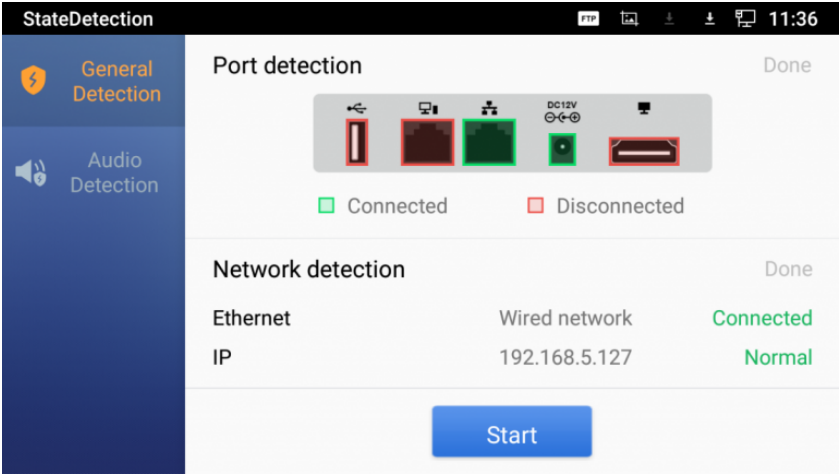 StateDetection
FTP
11:36
General
Detection
Audio
Detection
Port detection
Done
DC12V
Connected
Disconnected
Network detection
Done
Ethernet
Wired network
Connected
IP
192.168.5.127
Normal
Start